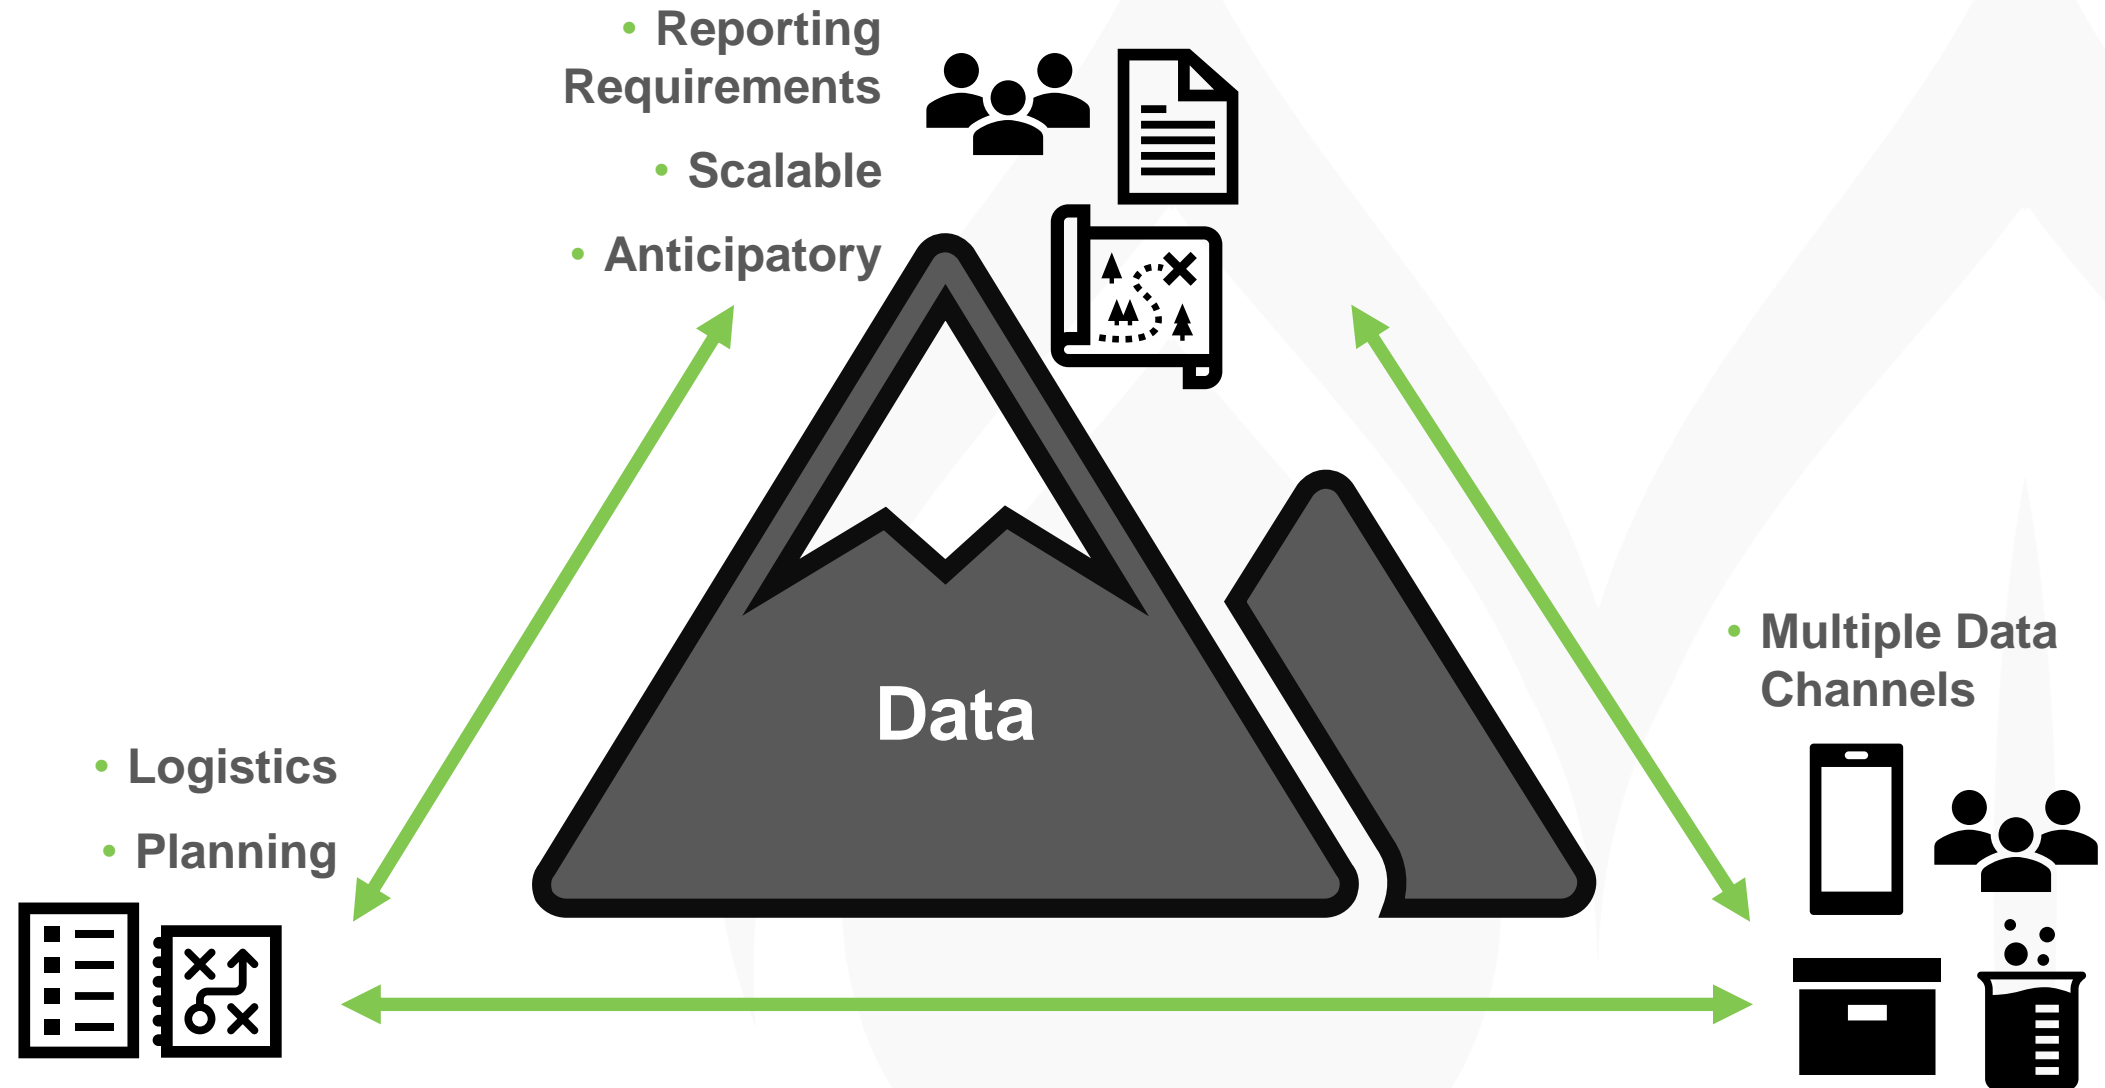 • Reporting
Requirements
• Scalable
• Anticipatory
Data
• Multiple Data
Channels
• Logistics
• Planning